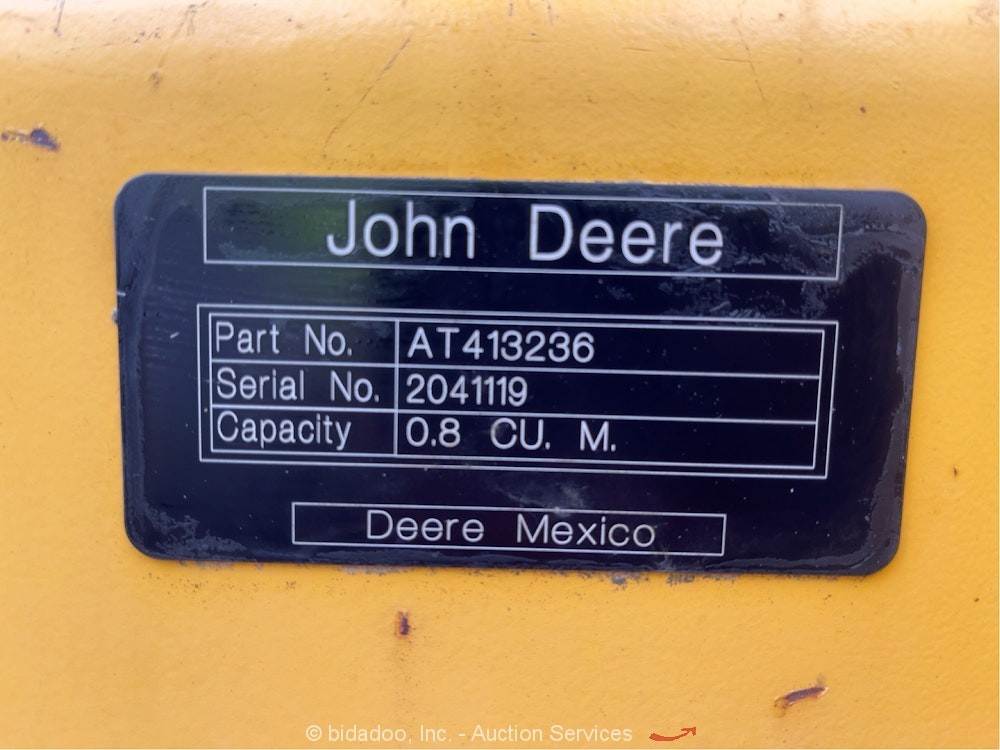 John Deere
Part No. AT413236
Serial No. 2041119
Capacity 0.8 CU. M.
Deere Mexico
© bidadoo, Inc. - Auction Services